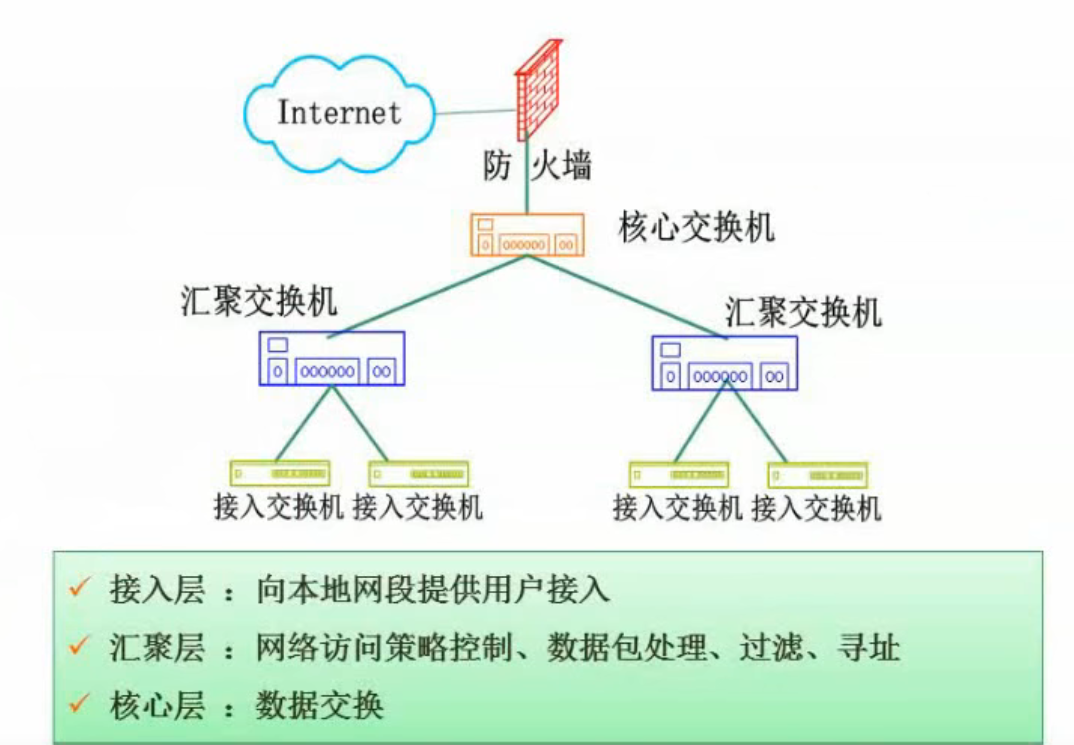 Internet
防火墙
核心交换机
汇聚交换机
汇聚交换机
接入交换机 接入交换机 接入交换机 接入交换机
✓ 接入层 ：向本地网段提供用户接入
✓ 汇聚层 ：网络访问策略控制、数据包处理、过滤、寻址
✓ 核心层 ：数据交换